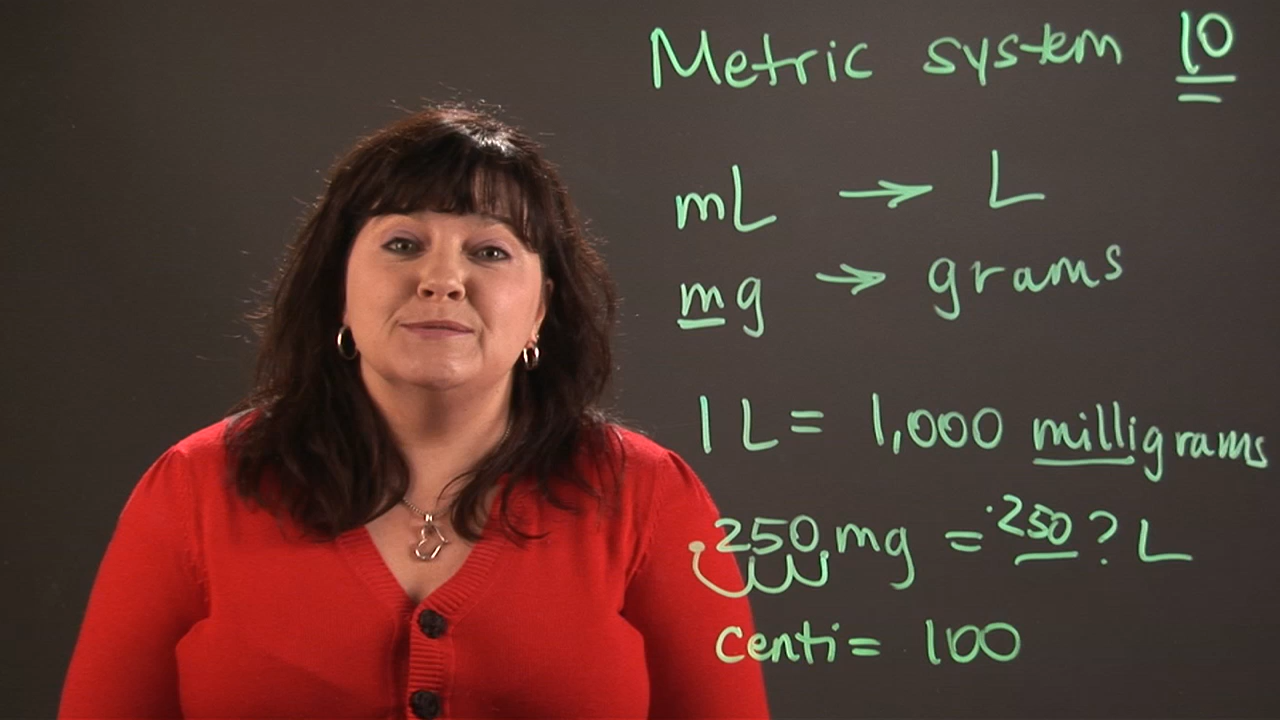 Metric system 10
mL → L
mg → grams
1 L = 1,000 milligrams
.250 mg = .250 ? L
centi = 100